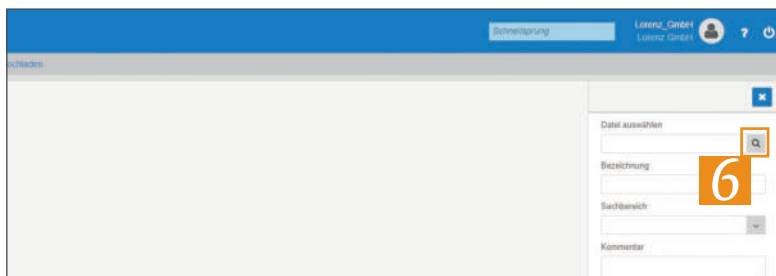 Schnellsprung
Lorenz_GmbH
Lorenz GmbH
?
ochladen
Datei auswählen
Bezeichnung
6
Sachbereich
Kommentar